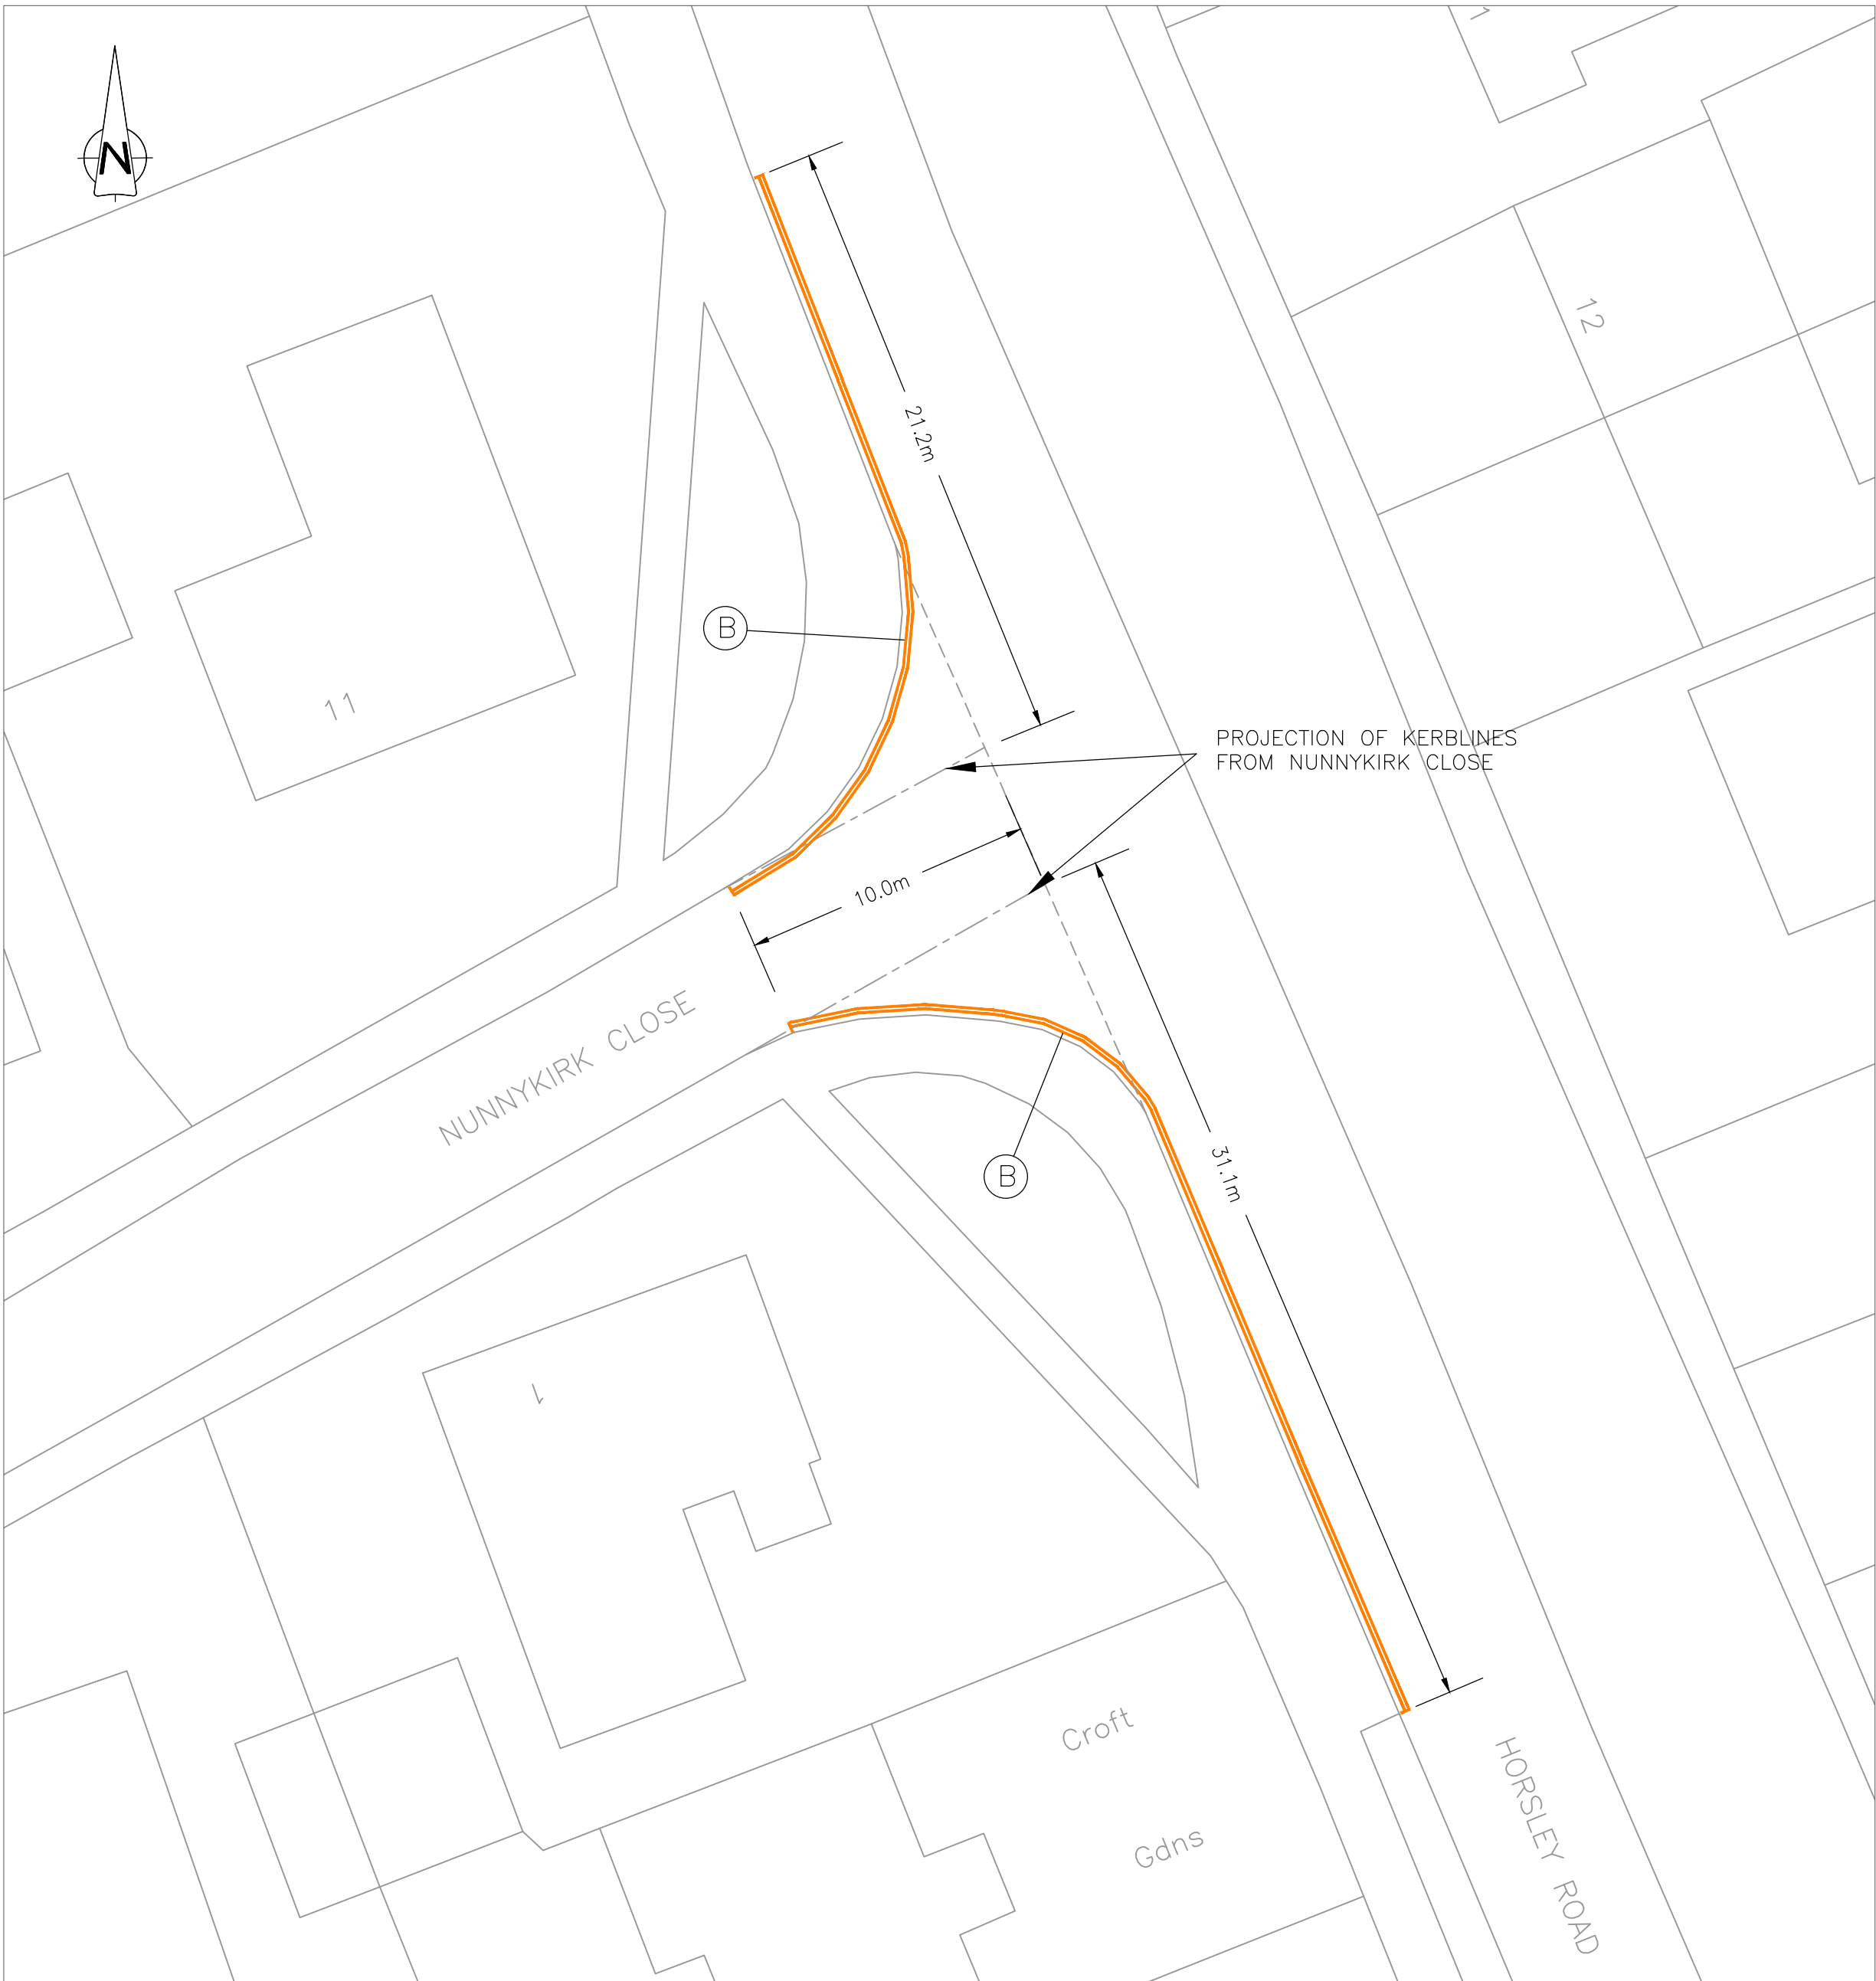 N
12
21.2m
B
11
PROJECTION OF KERBLINES
FROM NUNNYKIRK CLOSE
10.0m
NUNNYKIRK CLOSE
B
31.1m
1
Croft
Gdns
HORSLEY ROAD